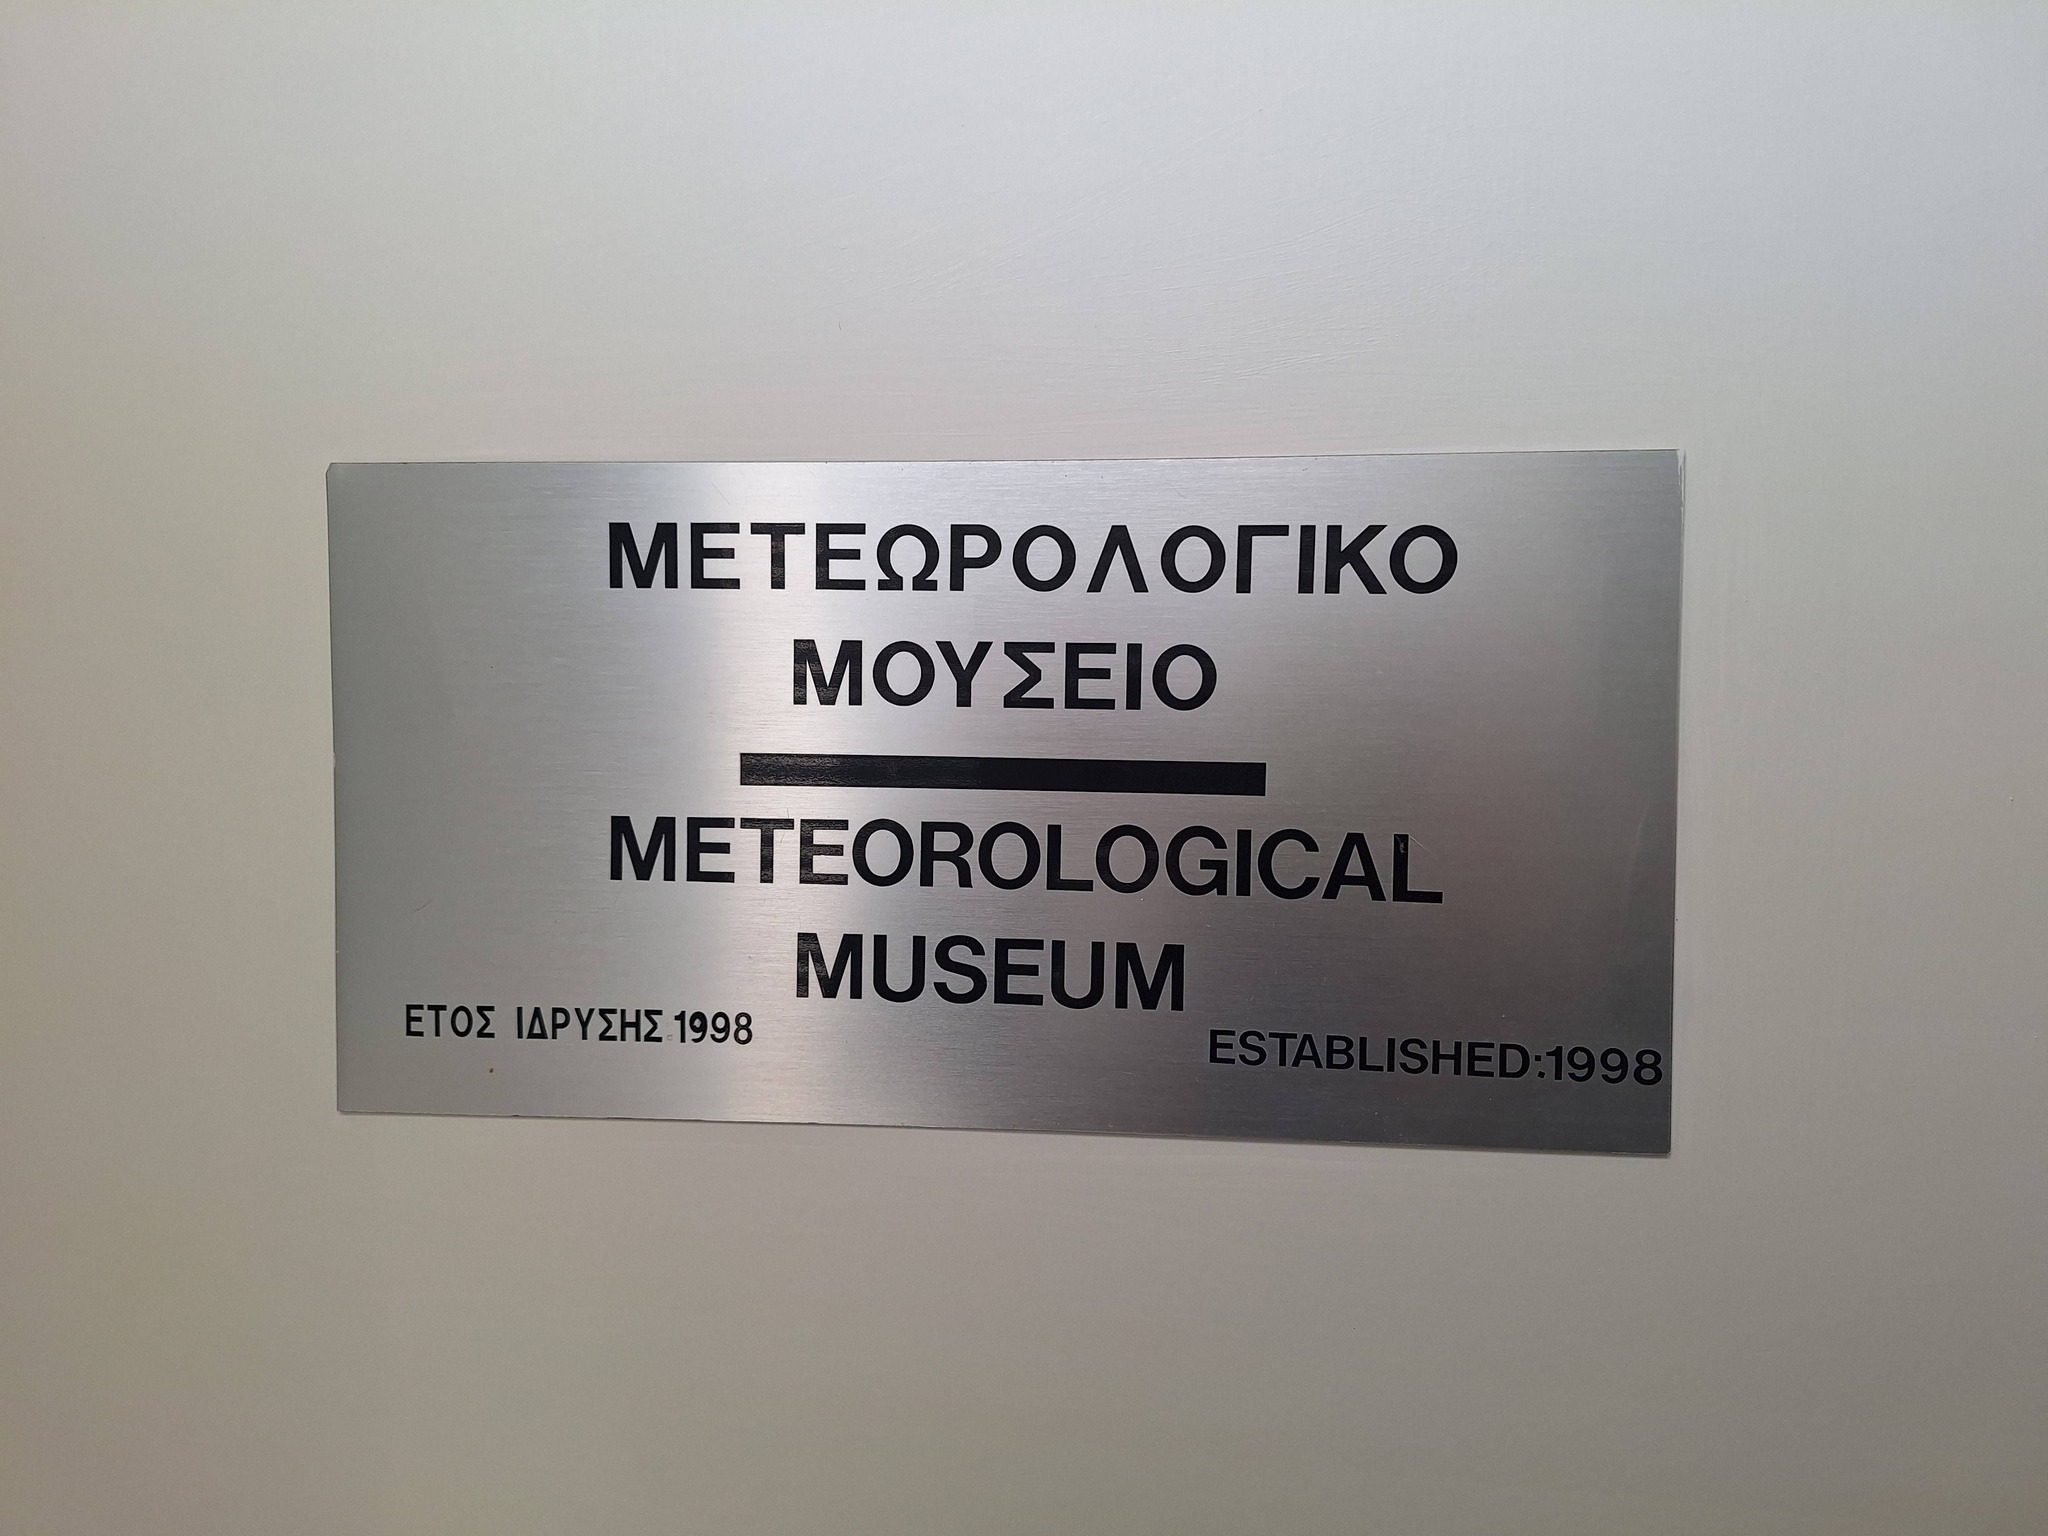 ΜΕΤΕΩΡΟΛΟΓΙΚΟ
ΜΟΥΣΕΙΟ
METEOROLOGICAL
MUSEUM
ΕΤΟΣ ΙΔΡΥΣΗΣ 1998
ESTABLISHED:1998